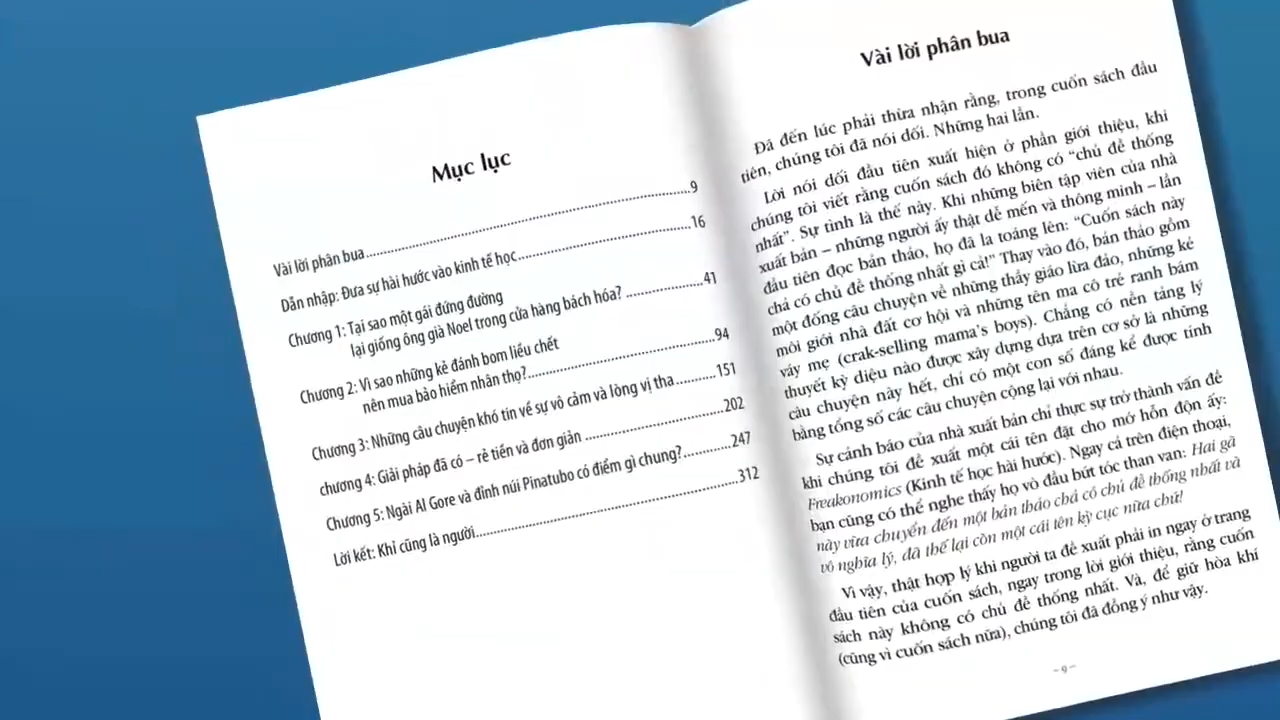 Mục lục
Vài lời phân bua..........9
Dẫn nhập: Đưa sự hài hước vào kinh tế học..........16
Chương 1: Tại sao một gái đứng đường
lại giống ông già Noel trong cửa hàng bách hóa? ..........41
Chương 2: Vì sao những kẻ đánh bom liều chết
nên mua bảo hiểm nhân thọ?..........94
Chương 3: Những câu chuyện khó tin về sự vô cảm và lòng vị tha..........151
chương 4: Giải pháp đã có – rẻ tiền và đơn giản ..........202
Chương 5: Ngài Al Gore và đỉnh núi Pinatubo có điểm gì chung?..........247
Lời kết: Khỉ cũng là người..........312
Vài lời phân bua
Đã đến lúc phải thừa nhận rằng, trong cuốn sách đầu
tiên, chúng tôi đã nói dối. Những hai lần.
Lời nói dối đầu tiên xuất hiện ở phần giới thiệu, khi
chúng tôi viết rằng cuốn sách đó không có “chủ đề thống
nhất”. Sự tình là thế này. Khi những biên tập viên của nhà
xuất bản – những người ấy thật dễ mến và thông minh – lần
đầu tiên đọc bản thảo, họ đã la toáng lên: “Cuốn sách này
chả có chủ đề thống nhất gì cả!” Thay vào đó, bản thảo gồm
một đống câu chuyện về những thầy giáo lừa đảo, những kẻ
môi giới nhà đất cơ hội và những tên ma cô trẻ ranh bám
váy mẹ (crak-selling mama’s boys). Chẳng có nền tảng lý
thuyết kỳ diệu nào được xây dựng dựa trên cơ sở là những
câu chuyện này hết, chỉ có một con số đáng kể được tính
bằng tổng số các câu chuyện cộng lại với nhau.
Sự cảnh báo của nhà xuất bản chỉ thực sự trở thành vấn đề
khi chúng tôi đề xuất một cái tên đặt cho mớ hỗn độn ấy:
Freakonomics (Kinh tế học hài hước). Ngay cả trên điện thoại,
bạn cũng có thể nghe thấy họ vò đầu bứt tóc than van: Hai gã
này vừa chuyển đến một bản thảo chả có chủ đề thống nhất và
vô nghĩa lý, đã thế lại còn một cái tên kỳ cục nữa chứ!
Vì vậy, thật hợp lý khi người ta đề xuất phải in ngay ở trang
đầu tiên của cuốn sách, ngay trong lời giới thiệu, rằng cuốn
sách này không có chủ đề thống nhất. Và, để giữ hòa khí
(cũng vì cuốn sách nữa), chúng tôi đã đồng ý như vậy.
~ 9 ~